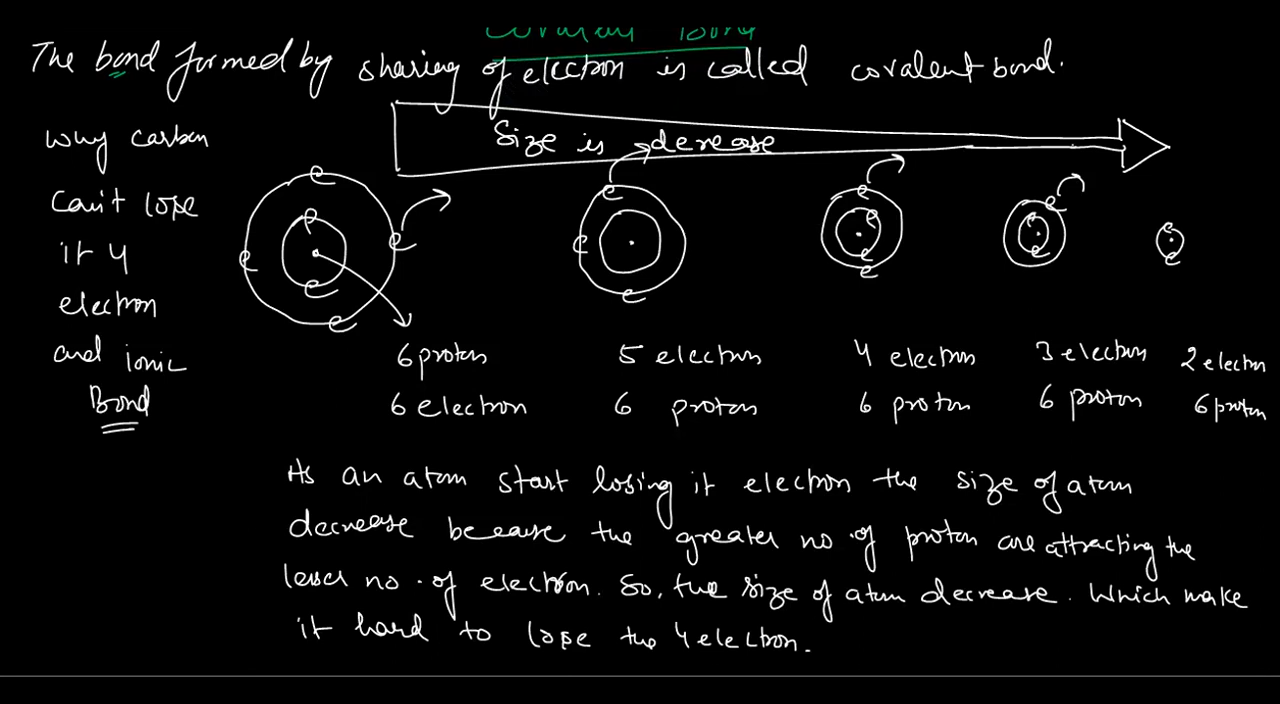 covalent bond
The bond formed by sharing of electron is called covalent bond.
Size is decrease
why carbon
can't lose
it 4
electron
and ionic
Bond
e e e e e e
e e e
e e e e
e e e
e e
6 proton 5 electron 4 electron 3 electron 2 electron
6 electron 6 proton 6 proton 6 proton 6 proton
As an atom start losing it electron the size of atom
decrease because the greater no. of proton are attracting the
lesser no. of electron. So, the size of atom decrease. Which make
it hard to lose the 4 electron.